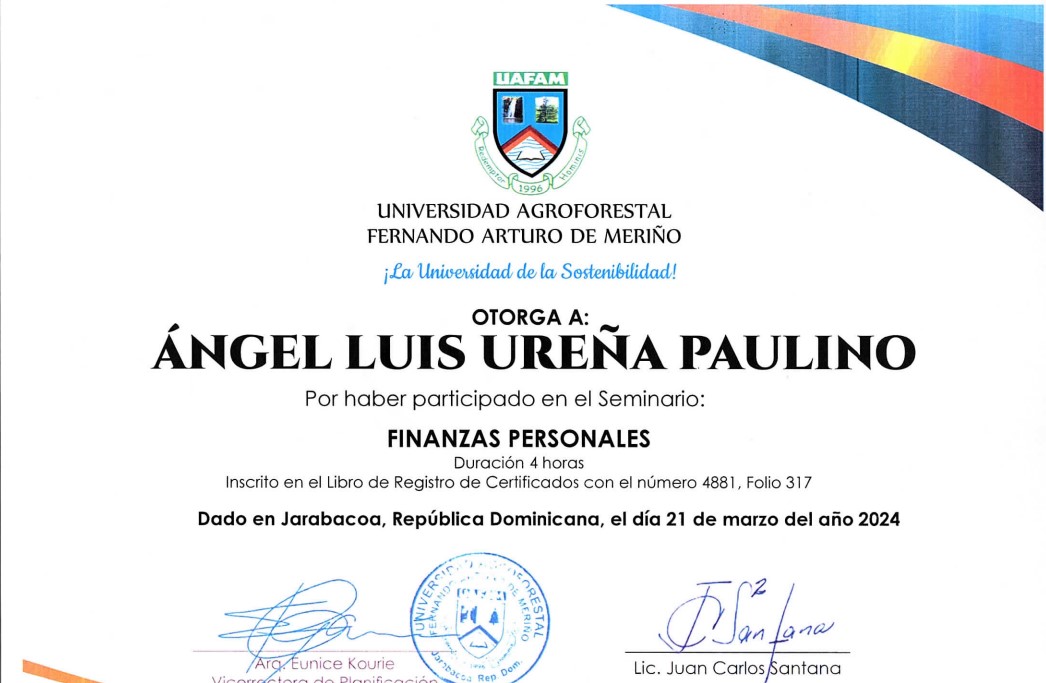 UAFAM
Redemptor Hominis
1996
UNIVERSIDAD AGROFORESTAL
FERNANDO ARTURO DE MERIÑO
¡La Universidad de la Sostenibilidad!
OTORGA A:
ÁNGEL LUIS UREÑA PAULINO
Por haber participado en el Seminario:
FINANZAS PERSONALES
Duración 4 horas
Inscrito en el Libro de Registro de Certificados con el número 4881, Folio 317
Dado en Jarabacoa, República Dominicana, el día 21 de marzo del año 2024
UNIVERSIDAD AGROFORESTAL
FERNANDO ARTURO DE MERIÑO
Jarabacoa Rep. Dom.
Santana
Arq. Eunice Kourie
Lic. Juan Carlos Santana
Vicerrectora de Planificación